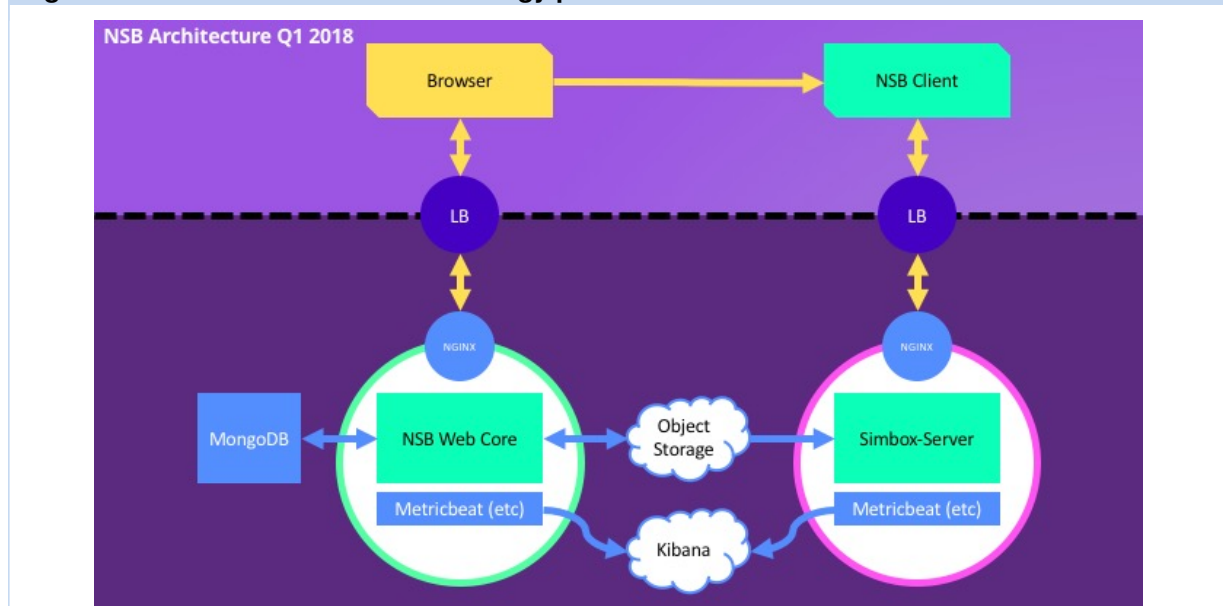 NSB Architecture Q1 2018
Browser
NSB Client
LB
LB
NGINX
NGINX
MongoDB
NSB Web Core
Object
Storage
Simbox-Server
Metricbeat (etc)
Kibana
Metricbeat (etc)